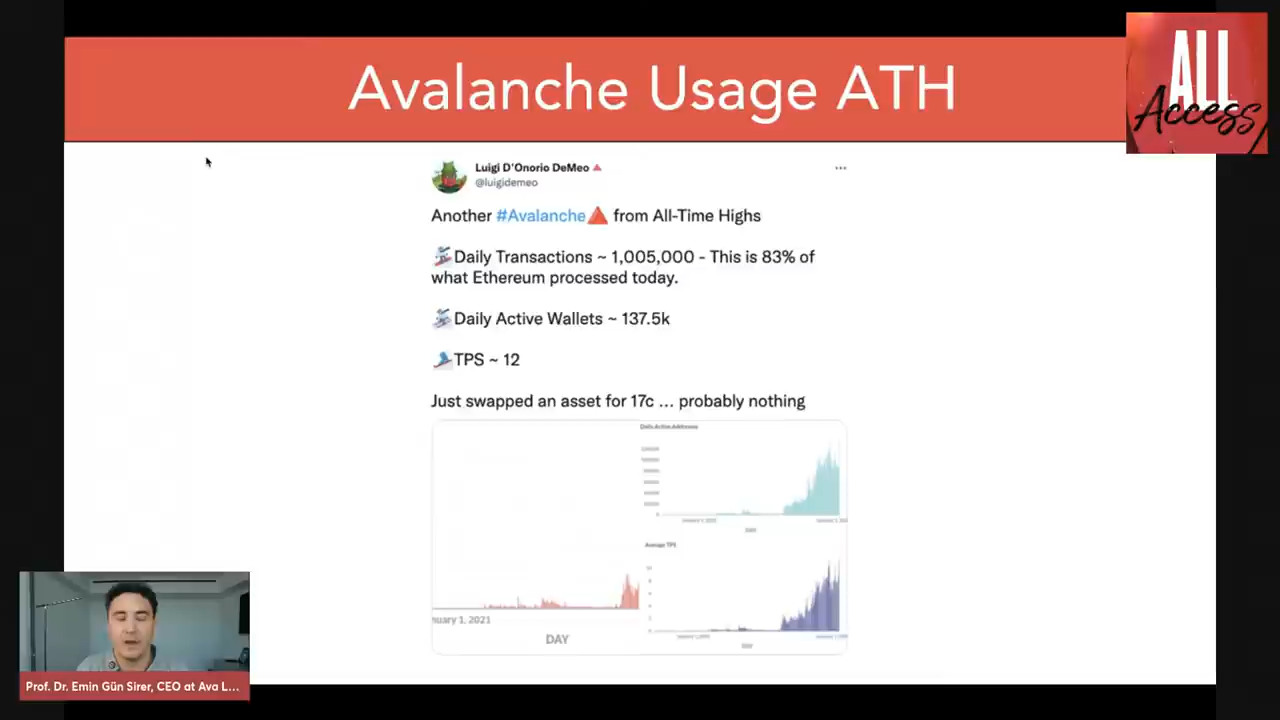 Avalanche Usage ATH
ALL
Access
Luigi D'Onorio DeMeo
@luigidemeo
Another #Avalanche from All-Time Highs
Daily Transactions ~ 1,005,000 - This is 83% of
what Ethereum processed today.
Daily Active Wallets ~ 137.5k
TPS ~ 12
Just swapped an asset for 17c ... probably nothing
Daily Active Addresses
DAY
Average TPS
nuary 1, 2021
DAY
DAY
Prof. Dr. Emin Gün Sirer, CEO at Ava L...